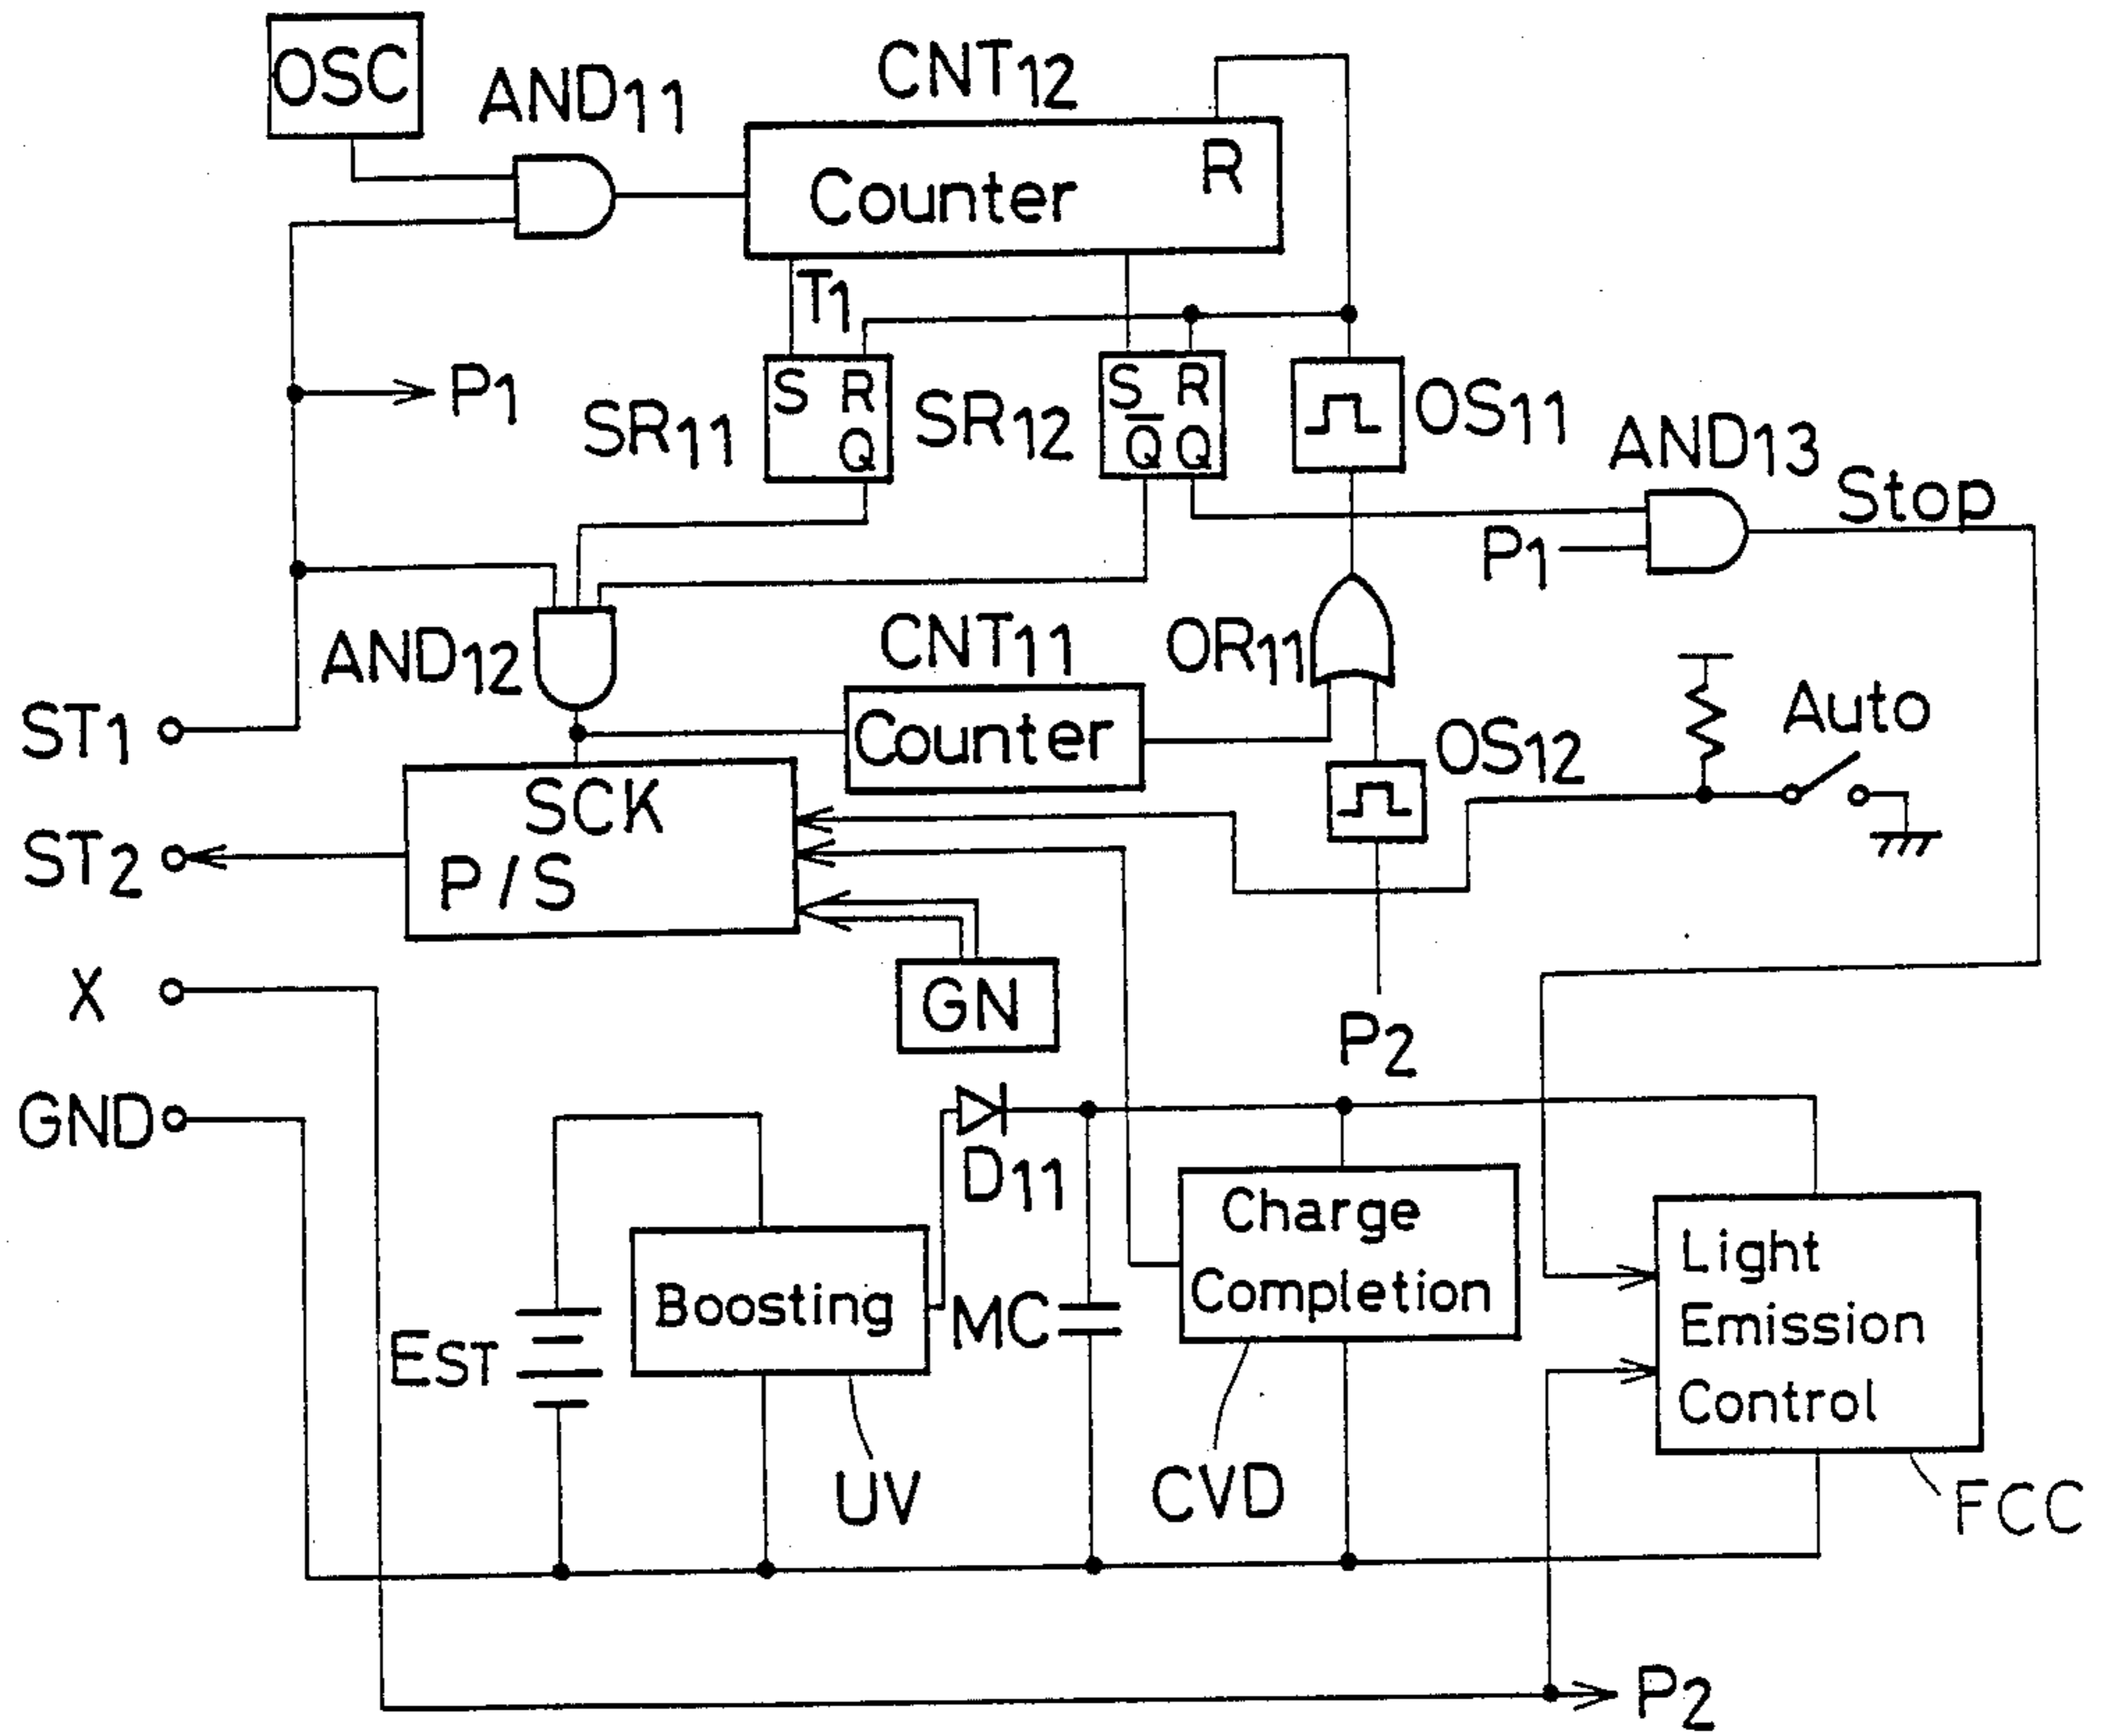 OSC
AND11
CNT12
Counter
R
T1
P1
SR11
S R
Q
SR12
S R
Q̅ Q
OS11
AND13
Stop
P1
AND12
CNT11
Counter
OR11
OS12
Auto
ST1
SCK
P/S
ST2
X
GN
P2
GND
D11
Boosting
MC
Charge
Completion
Light
Emission
Control
EST
UV
CVD
FCC
P2